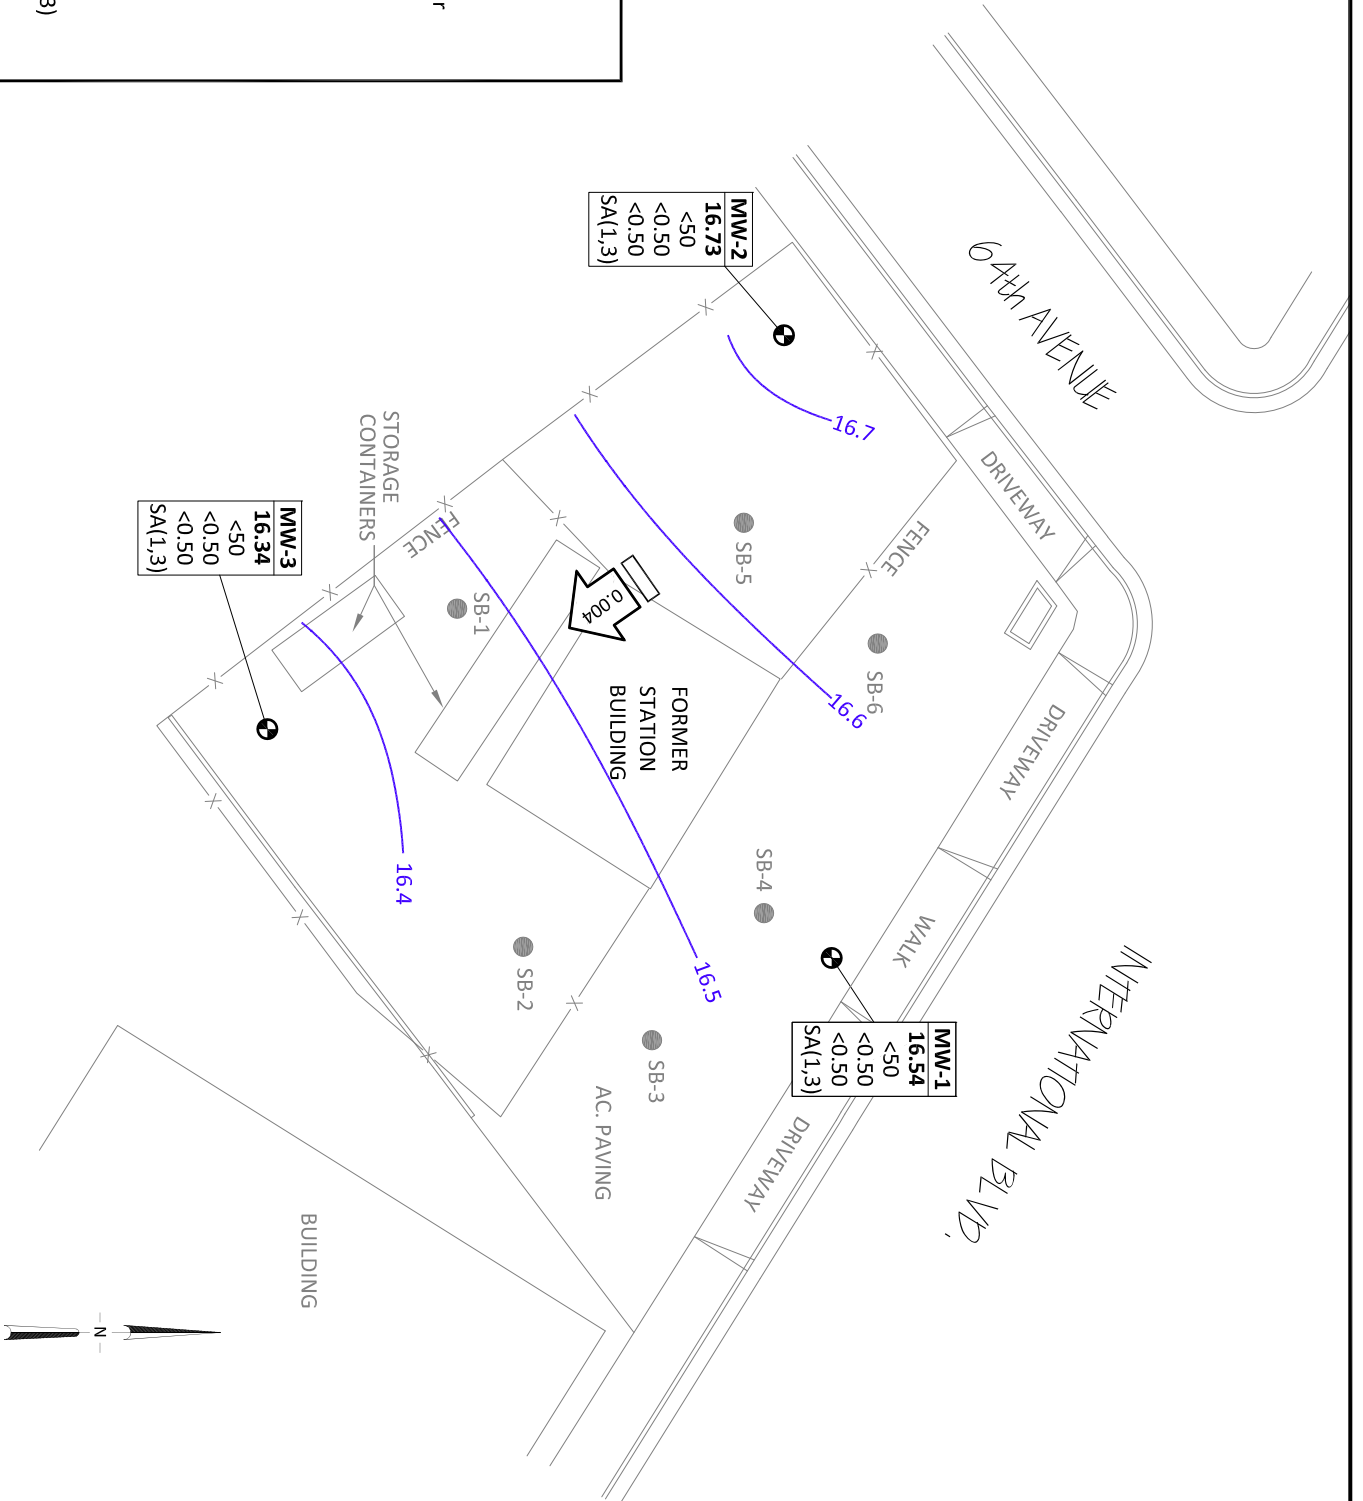 r
3)
64th AVENUE
MW-2
16.73
<50
<0.50
<0.50
SA(1,3)
16.7
DRIVEWAY
FENCE
SB-5
SB-6
16.6
DRIVEWAY
STORAGE
CONTAINERS
FENCE
SB-1
0.004
MW-3
16.34
<50
<0.50
<0.50
SA(1,3)
FORMER
STATION
BUILDING
16.4
SB-4
WALK
INTERNATIONAL BLVD.
16.5
SB-2
SB-3
MW-1
16.54
<50
<0.50
<0.50
SA(1,3)
AC. PAVING
DRIVEWAY
BUILDING
N